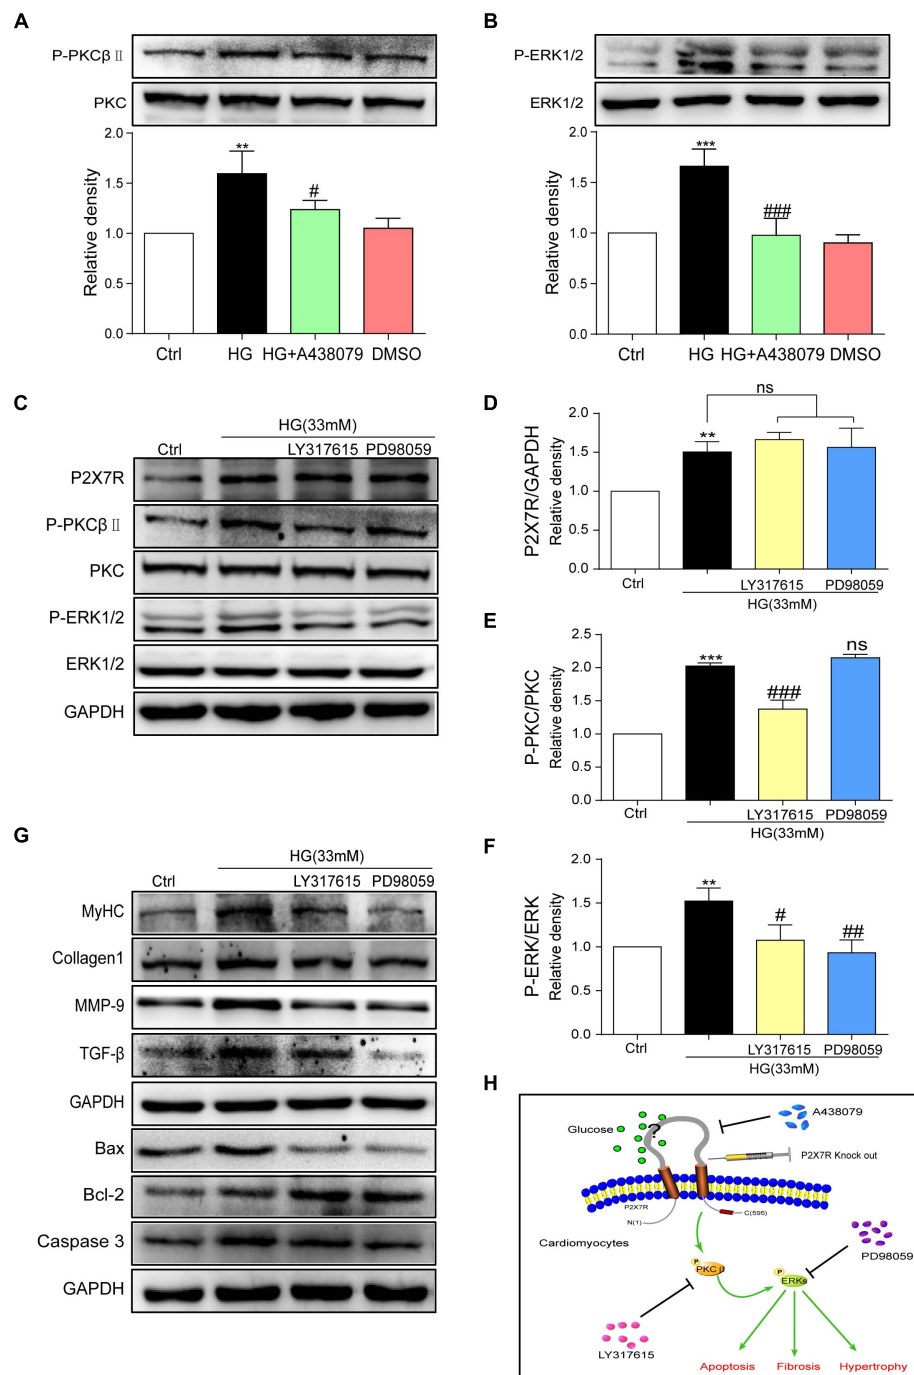 A
P-PKCβⅡ
PKC
2.0
1.5
1.0
0.5
0.0
Relative density
**
#
Ctrl HG HG+A438079 DMSO
B
P-ERK1/2
ERK1/2
2.0
1.5
1.0
0.5
0.0
Relative density
***
###
Ctrl HG HG+A438079 DMSO
C
HG(33mM)
Ctrl LY317615 PD98059
P2X7R
P-PKCβⅡ
PKC
P-ERK1/2
ERK1/2
GAPDH
D
ns
2.0
1.5
1.0
0.5
0.0
P2X7R/GAPDH
Relative density
**
Ctrl LY317615 PD98059
HG(33mM)
E
2.5
2.0
1.5
1.0
0.5
0.0
P-PKC/PKC
Relative density
***
###
ns
Ctrl LY317615 PD98059
HG(33mM)
F
2.0
1.5
1.0
0.5
0.0
P-ERK/ERK
Relative density
**
#
##
Ctrl LY317615 PD98059
HG(33mM)
G
HG(33mM)
Ctrl LY317615 PD98059
MyHC
Collagen1
MMP-9
TGF-β
GAPDH
Bax
Bcl-2
Caspase 3
GAPDH
H
Glucose
?
A438079
P2X7R Knock out
P2X7R
N(1)
C(595)
Cardiomyocytes
PD98059
P
PKC β
P
ERKs
LY317615
Apoptosis Fibrosis Hypertrophy